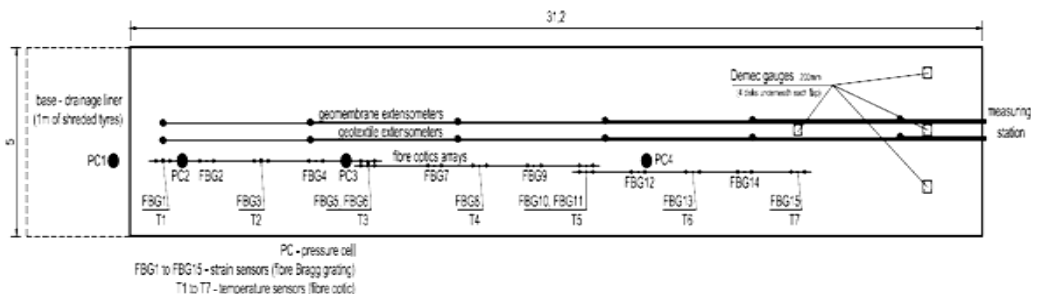 31,2
5
base - drainage liner
(1m of shredded tyres)
Demec gauges 200mm
(4 disks underneath each flap)
geomembrane extensometers
geotextile extensometers
measuring
station
fibre optics arrays
PC1
PC2
FBG2
FBG4
PC3
FBG7
FBG9
PC4
FBG12
FBG14
FBG1
T1
FBG3
T2
FBG5, FBG6
T3
FBG8
T4
FBG10, FBG11
T5
FBG13
T6
FBG15
T7
PC - pressure cell
FBG1 to FBG15 - strain sensors (fibre Bragg grating)
T1 to T7 - temperature sensors (fibre optic)